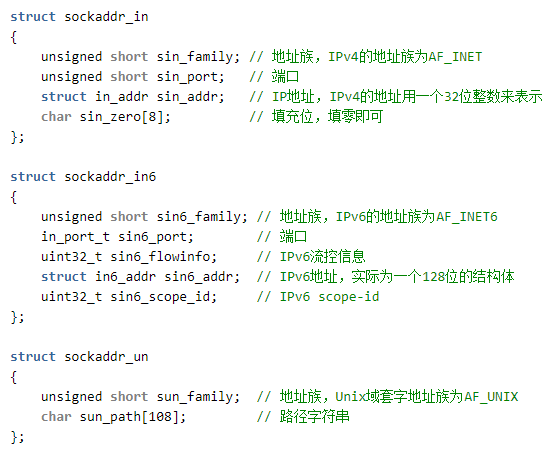 struct sockaddr_in
{
    unsigned short sin_family; // 地址族，IPv4的地址族为AF_INET
    unsigned short sin_port;   // 端口
    struct in_addr sin_addr;   // IP地址，IPv4的地址用一个32位整数来表示
    char sin_zero[8];          // 填充位，填零即可
};

struct sockaddr_in6
{
    unsigned short sin6_family; // 地址族，IPv6的地址族为AF_INET6
    in_port_t sin6_port;        // 端口
    uint32_t sin6_flowinfo;     // IPv6流控信息
    struct in6_addr sin6_addr;  // IPv6地址，实际为一个128位的结构体
    uint32_t sin6_scope_id;     // IPv6 scope-id
};

struct sockaddr_un
{
    unsigned short sun_family;  // 地址族，Unix域套字地址族为AF_UNIX
    char sun_path[108];         // 路径字符串
};